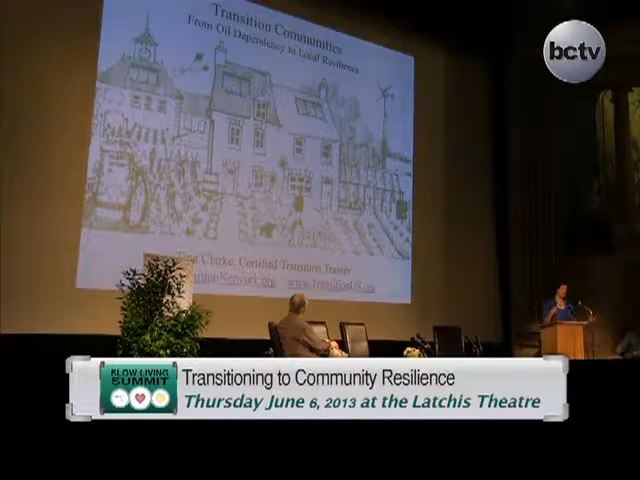 Transition Communities
From Oil Dependency to Local Resilience
bctv
Clarke, Certified Transition Trainer
www.TransitionUS.org
SLOW LIVING
SUMMIT
Transitioning to Community Resilience
Thursday June 6, 2013 at the Latchis Theatre